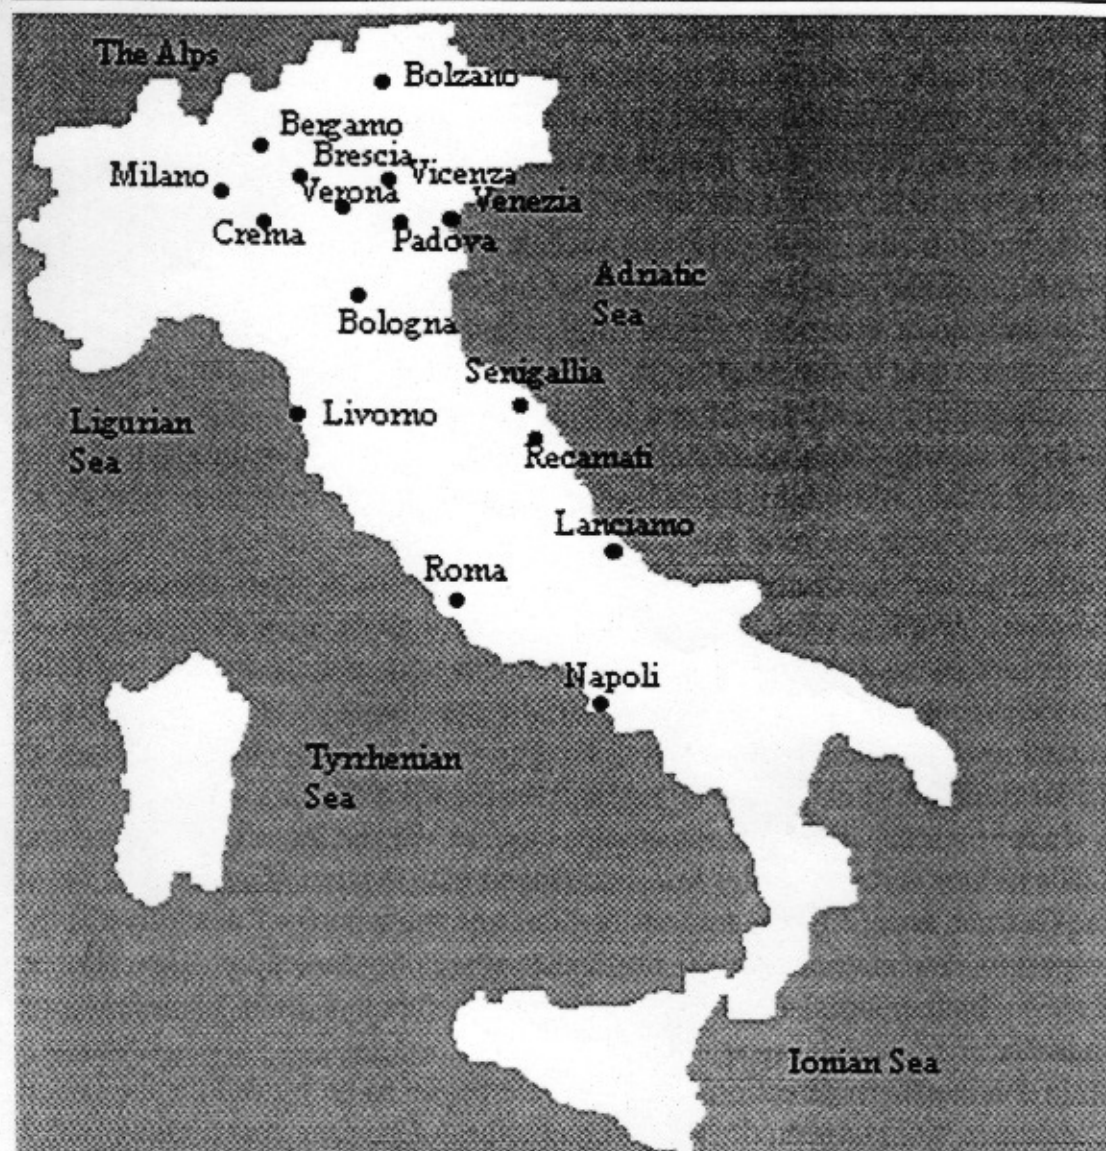 The Alps
Bolzano
Bergamo
Brescia
Milano
Verona
Vicenza
Venezia
Crema
Padova
Adriatic
Sea
Bologna
Senigallia
Livorno
Ligurian
Sea
Recamati
Lanciamo
Roma
Napoli
Tyrrhenian
Sea
Ionian Sea